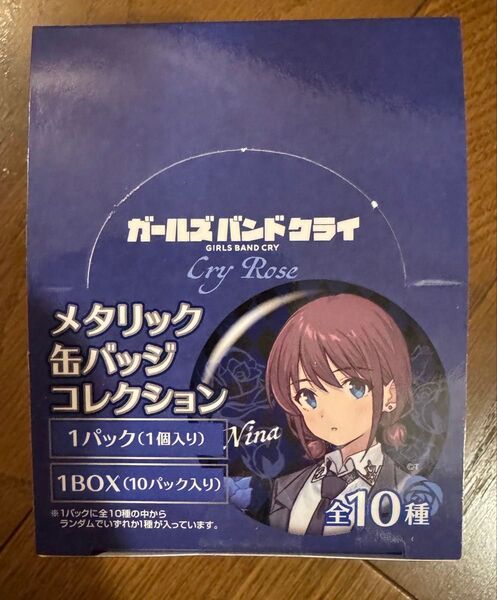 ガールズバンドクライ
GIRLS BAND CRY
Cry Rose
メタリック
缶バッジ
コレクション
1パック(1個入り)
Nina
1BOX(10パック入り)
※1パックに全10種の中から
ランダムでいずれか1種が入っています。
全10種